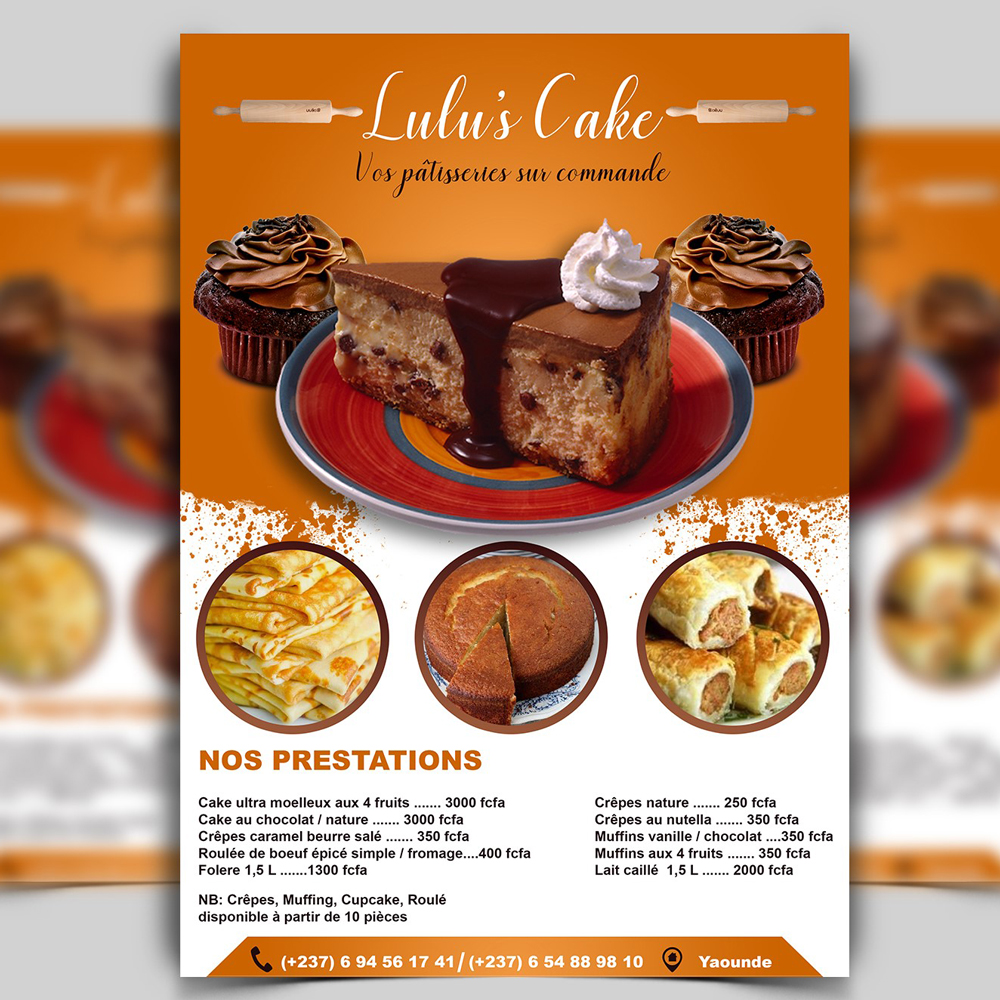 Lulu's Cake
Vos pâtisseries sur commande
NOS PRESTATIONS
Cake ultra moelleux aux 4 fruits ....... 3000 fcfa
Cake au chocolat / nature ....... 3000 fcfa
Crêpes caramel beurre salé ....... 350 fcfa
Roulée de boeuf épicé simple / fromage....400 fcfa
Folere 1,5 L .......1300 fcfa
Crêpes nature ....... 250 fcfa
Crêpes au nutella ....... 350 fcfa
Muffins vanille / chocolat ....350 fcfa
Muffins aux 4 fruits ....... 350 fcfa
Lait caillé 1,5 L ....... 2000 fcfa
NB: Crêpes, Muffing, Cupcake, Roulé
disponible à partir de 10 pièces
(+237) 6 94 56 17 41/(+237) 6 54 88 98 10 Yaounde